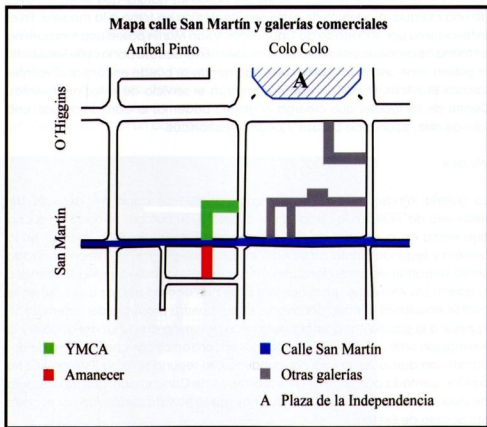 Mapa calle San Martín y galerías comerciales
Aníbal Pinto
Colo Colo
A
O´Higgins
San Martín
YMCA
Amanecer
Calle San Martín
Otras galerías
A Plaza de la Independencia